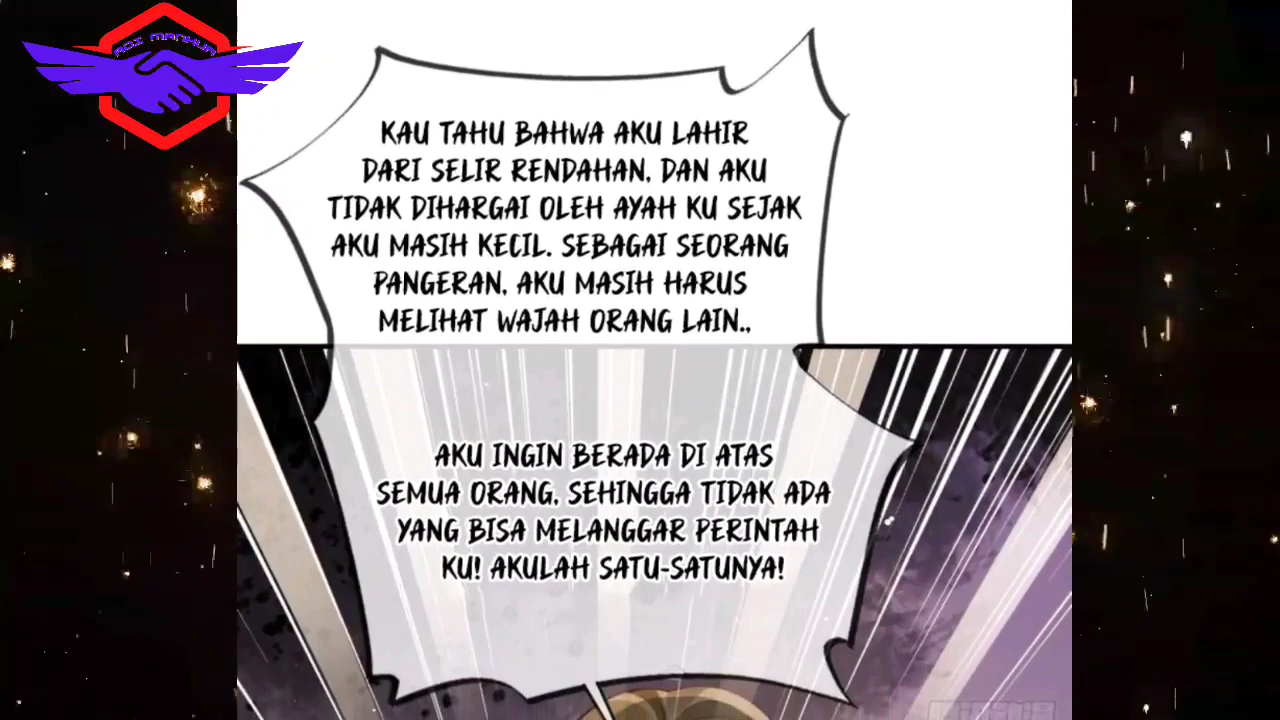 ADI MANHUA
KAU TAHU BAHWA AKU LAHIR
DARI SELIR RENDAHAN, DAN AKU
TIDAK DIHARGAI OLEH AYAH KU SEJAK
AKU MASIH KECIL. SEBAGAI SEORANG
PANGERAN, AKU MASIH HARUS
MELIHAT WAJAH ORANG LAIN..
AKU INGIN BERADA DI ATAS
SEMUA ORANG, SEHINGGA TIDAK ADA
YANG BISA MELANGGAR PERINTAH
KU! AKULAH SATU-SATUNYA!